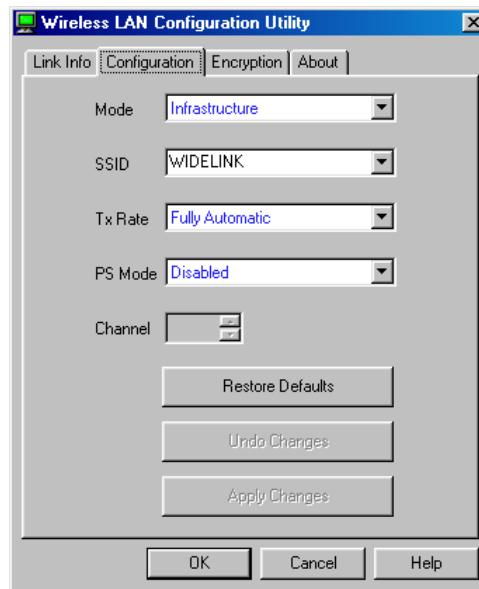 Wireless LAN Configuration Utility
Link Info Configuration Encryption About
Mode Infrastructure
SSID WIDELINK
Tx Rate Fully Automatic
PS Mode Disabled
Channel
Restore Defaults
Undo Changes
Apply Changes
OK Cancel Help